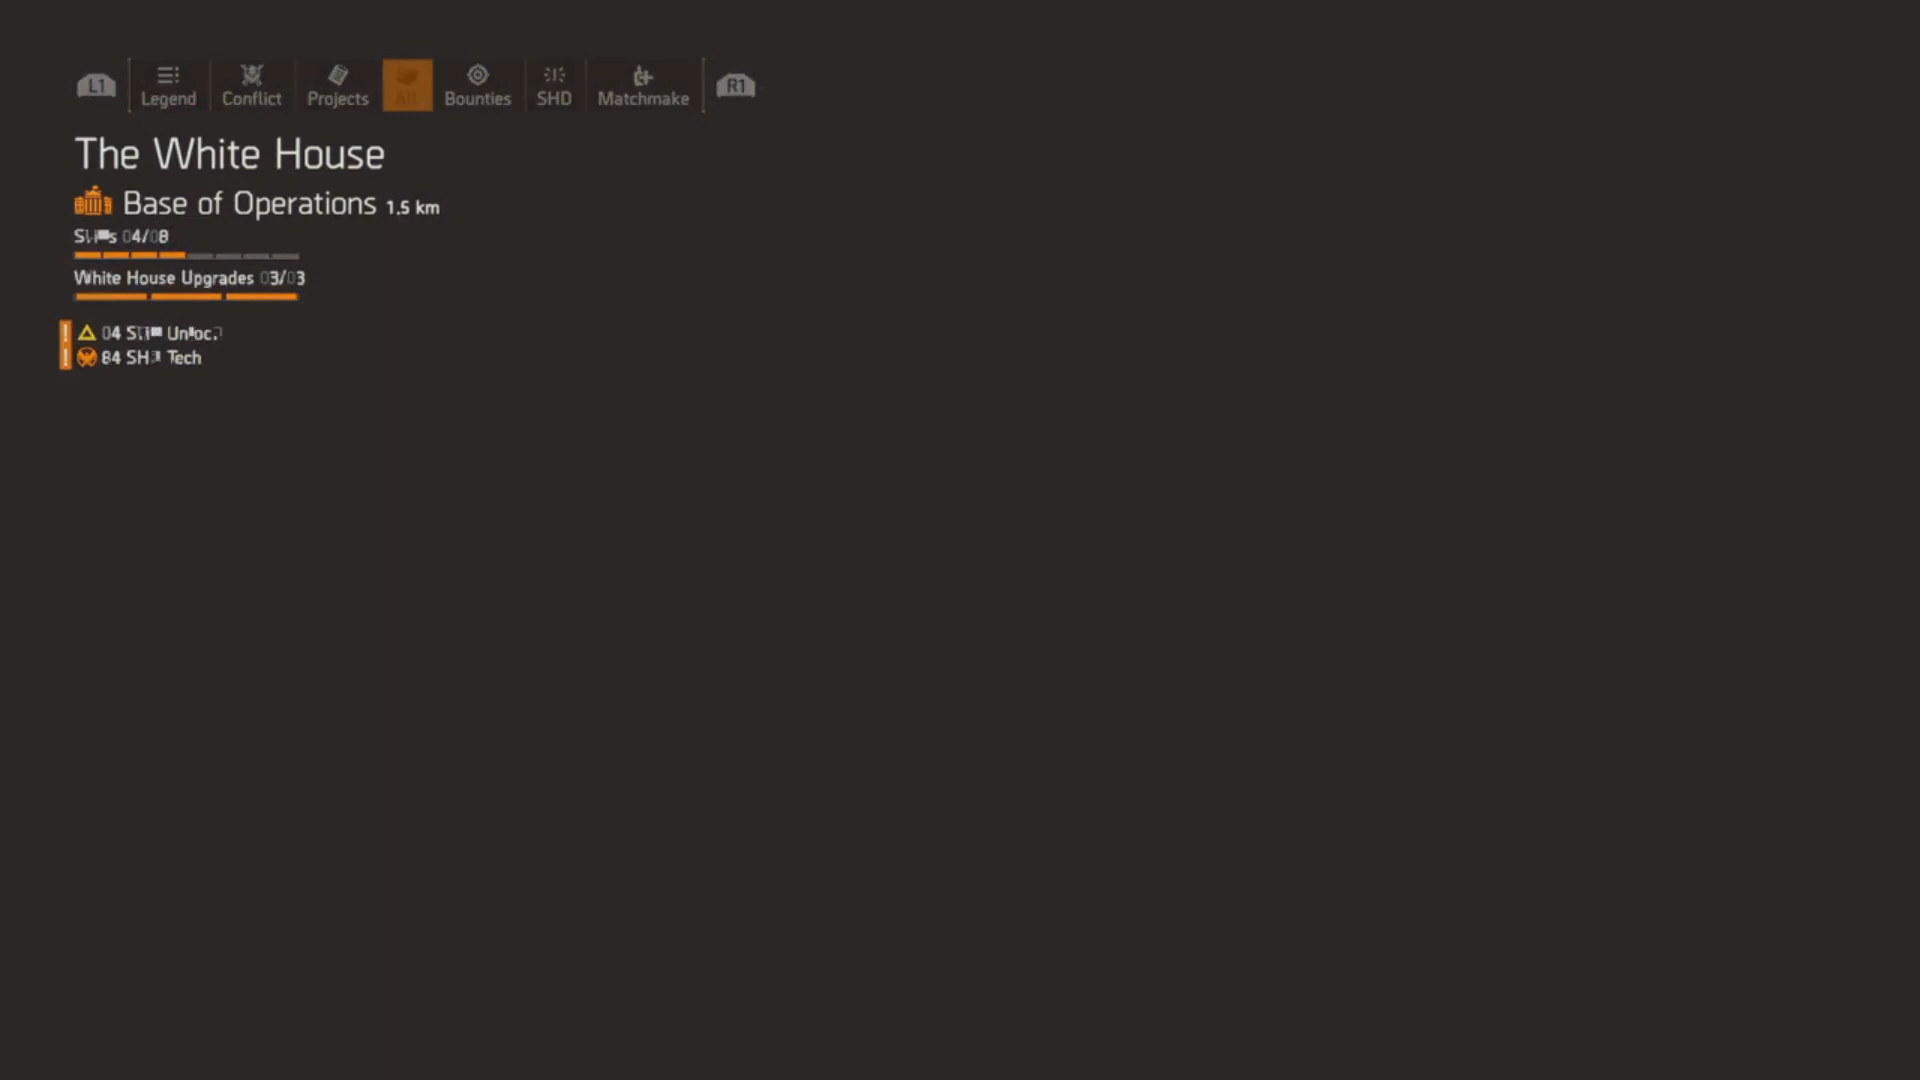 L1 Legend Conflict Projects All Bounties SHD Matchmake R1
The White House
Base of Operations 1.5 km
04/08
White House Upgrades 03/03
04
84 Tech